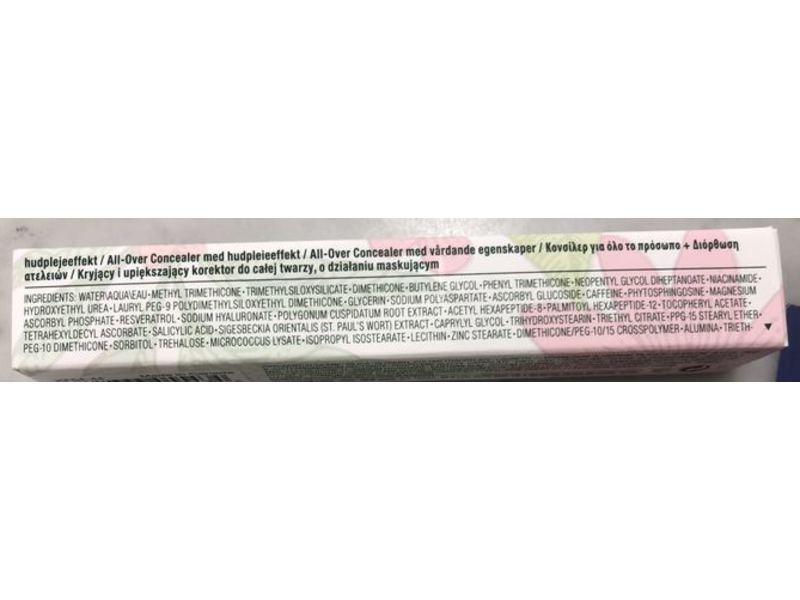 hudplejeeffekt / All-Over Concealer med hudpleieeffekt / All-Over Concealer med vårdande egenskaper / Κονσίλερ για όλο το πρόσωπο + Διόρθωση
ατελειών / Kryjący i upiększający korektor do całej twarzy, o działaniu maskującym
INGREDIENTS: WATER\AQUA\EAU • METHYL TRIMETHICONE • TRIMETHYLSILOXYSILICATE • DIMETHICONE • BUTYLENE GLYCOL • PHENYL TRIMETHICONE • NEOPENTYL GLYCOL DIHEPTANOATE • NIACINAMIDE •
HYDROXYETHYL UREA • LAURYL PEG-9 POLYDIMETHYLSILOXYETHYL DIMETHICONE • GLYCERIN • SODIUM POLYASPARTATE • ASCORBYL GLUCOSIDE • CAFFEINE • PHYTOSPHINGOSINE • MAGNESIUM
ASCORBYL PHOSPHATE • RESVERATROL • SODIUM HYALURONATE • POLYGONUM CUSPIDATUM ROOT EXTRACT • ACETYL HEXAPEPTIDE-8 • PALMITOYL HEXAPEPTIDE-12 • TOCOPHERYL ACETATE •
TETRAHEXYLDECYL ASCORBATE • SALICYLIC ACID • SIGESBECKIA ORIENTALIS (ST. PAUL'S WORT) EXTRACT • CAPRYLYL GLYCOL • TRIHYDROXYSTEARIN • TRIETHYL CITRATE • PPG-15 STEARYL ETHER •
PEG-10 DIMETHICONE • SORBITOL • TREHALOSE • MICROCOCCUS LYSATE • ISOPROPYL ISOSTEARATE • LECITHIN • ZINC STEARATE • DIMETHICONE/PEG-10/15 CROSSPOLYMER • ALUMINA • TRIETH-